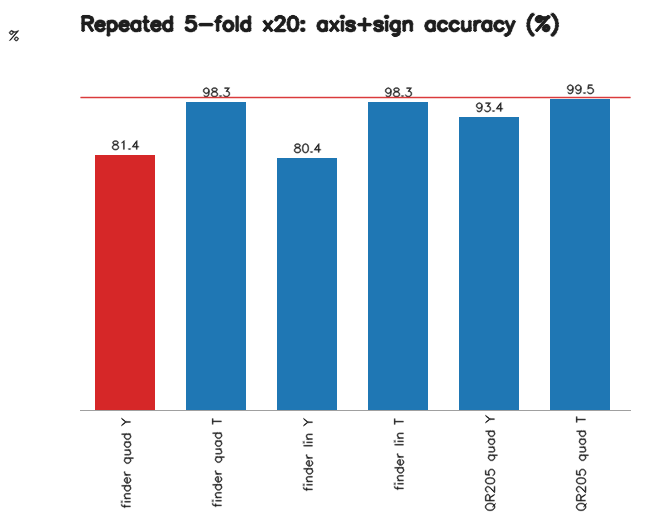 Repeated 5-fold x20: axis+sign accuracy (%)
%
81.4
98.3
80.4
98.3
93.4
99.5
finder quad Y
finder quad T
finder lin Y
finder lin T
QR205 quad Y
QR205 quad T